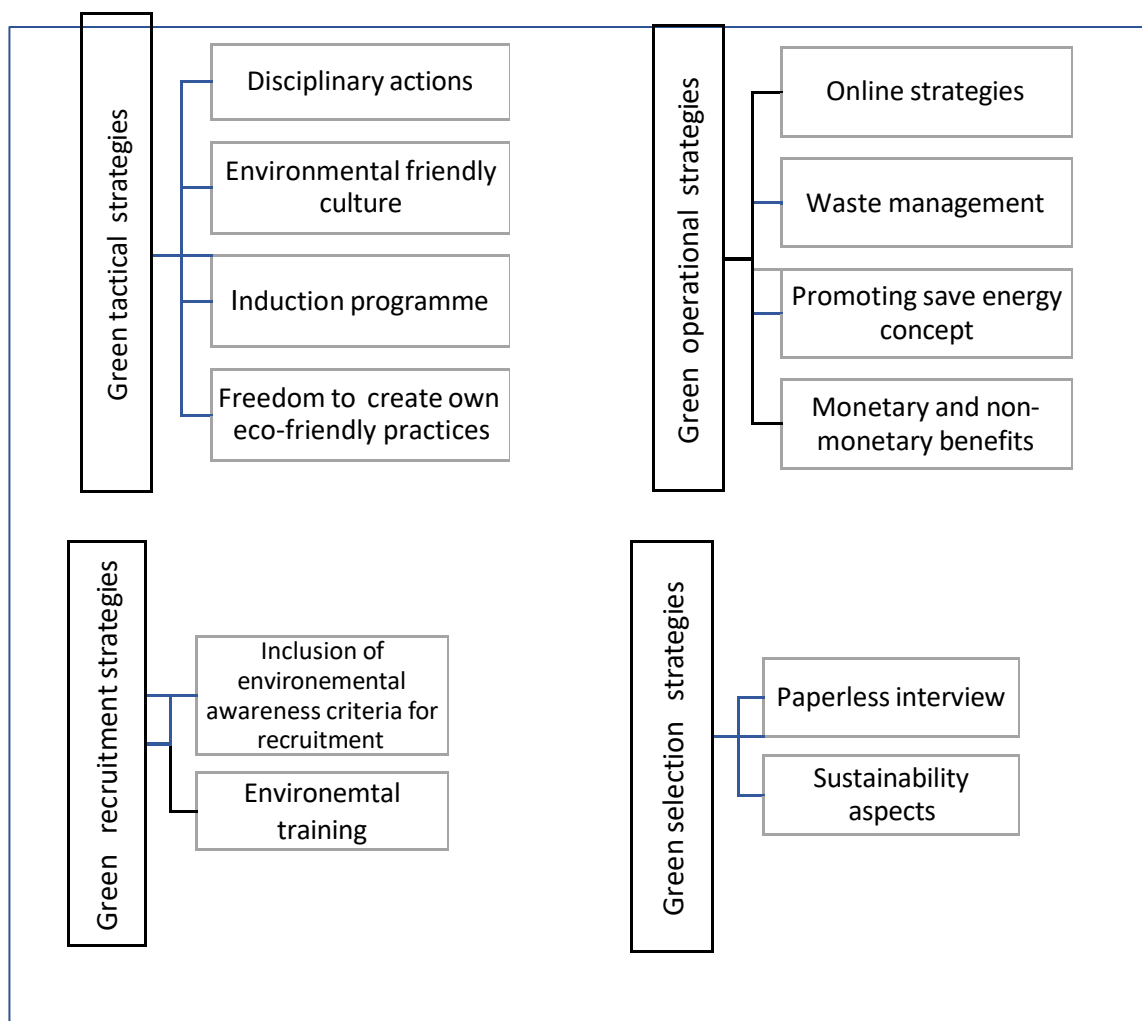 Green tactical strategies
Disciplinary actions
Environmental friendly
culture
Induction programme
Freedom to create own
eco-friendly practices
Green operational strategies
Online strategies
Waste management
Promoting save energy
concept
Monetary and non-
monetary benefits
Green recruitment strategies
Inclusion of
environemental
awareness criteria for
recruitment
Environemtal
training
Green selection strategies
Paperless interview
Sustainability
aspects